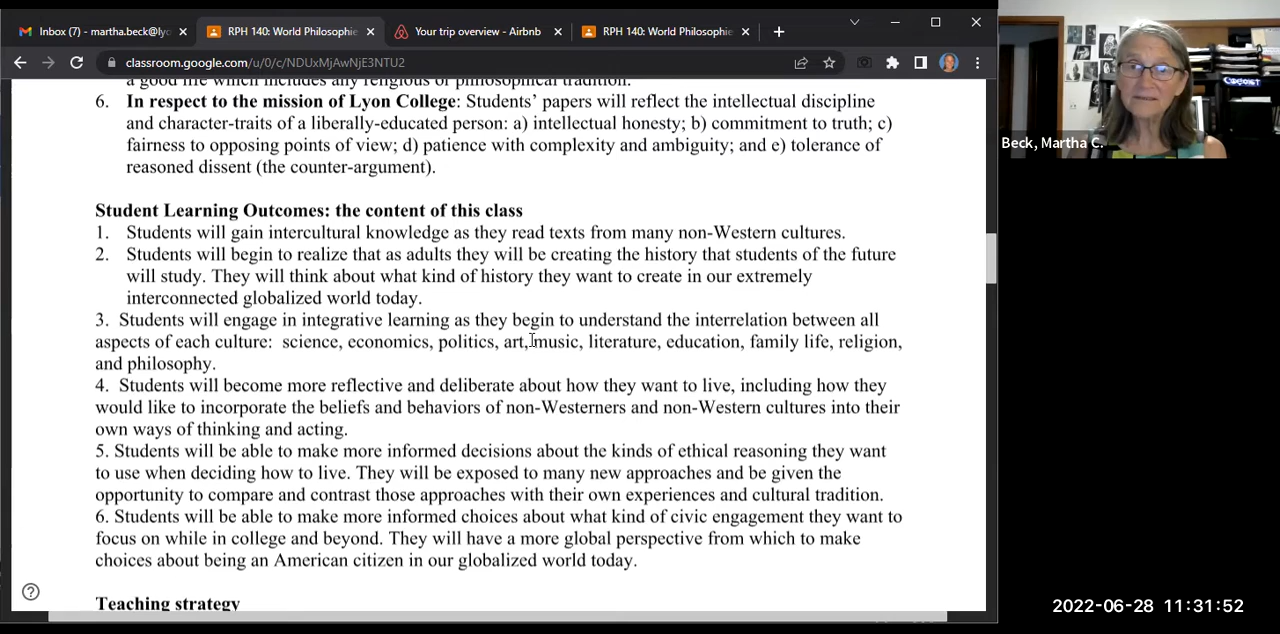 Inbox (7) - martha.beck@lyo
RPH 140: World Philosophie
Your trip overview - Airbnb
RPH 140: World Philosophie
classroom.google.com/u/0/c/NDUxMjAwNjE3NTU2
a good life which includes any religious or philosophical tradition.
6. In respect to the mission of Lyon College: Students' papers will reflect the intellectual discipline
and character-traits of a liberally-educated person: a) intellectual honesty; b) commitment to truth; c)
fairness to opposing points of view; d) patience with complexity and ambiguity; and e) tolerance of
reasoned dissent (the counter-argument).
Student Learning Outcomes: the content of this class
1. Students will gain intercultural knowledge as they read texts from many non-Western cultures.
2. Students will begin to realize that as adults they will be creating the history that students of the future
will study. They will think about what kind of history they want to create in our extremely
interconnected globalized world today.
3. Students will engage in integrative learning as they begin to understand the interrelation between all
aspects of each culture: science, economics, politics, art, music, literature, education, family life, religion,
and philosophy.
4. Students will become more reflective and deliberate about how they want to live, including how they
would like to incorporate the beliefs and behaviors of non-Westerners and non-Western cultures into their
own ways of thinking and acting.
5. Students will be able to make more informed decisions about the kinds of ethical reasoning they want
to use when deciding how to live. They will be exposed to many new approaches and be given the
opportunity to compare and contrast those approaches with their own experiences and cultural tradition.
6. Students will be able to make more informed choices about what kind of civic engagement they want to
focus on while in college and beyond. They will have a more global perspective from which to make
choices about being an American citizen in our globalized world today.
Teaching strategy
Beck, Martha C.
2022-06-28 11:31:52